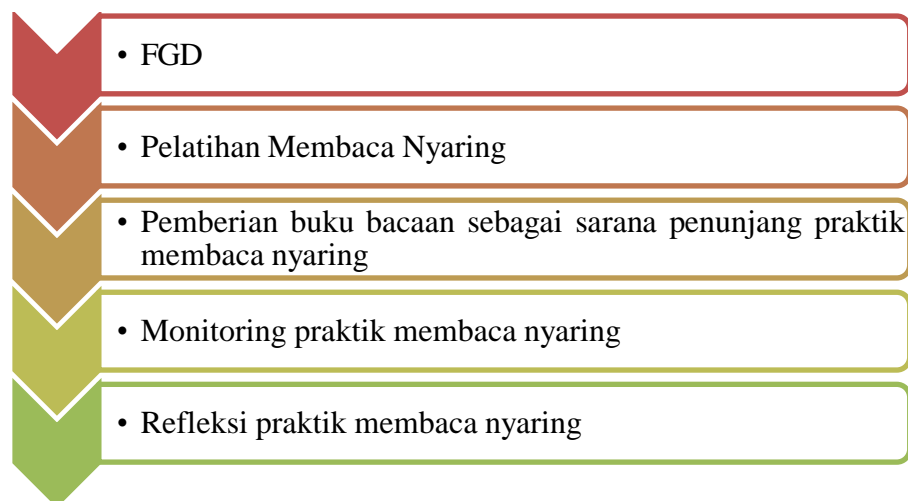 • FGD
• Pelatihan Membaca Nyaring
• Pemberian buku bacaan sebagai sarana penunjang praktik
membaca nyaring
• Monitoring praktik membaca nyaring
• Refleksi praktik membaca nyaring